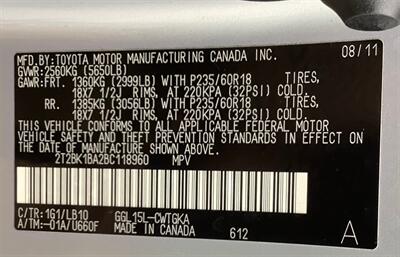 MFD.BY:TOYOTA MOTOR MANUFACTURING CANADA INC. 08/11
GVWR:2560KG (5650LB)
GAWR:FRT. 1360KG (2999LB) WITH P235/60R18 TIRES,
18X7 1/2J RIMS, AT 220KPA (32PSI) COLD.
RR. 1385KG (3056LB) WITH P235/60R18 TIRES,
18X7 1/2J RIMS, AT 220KPA (32PSI) COLD.
THIS VEHICLE CONFORMS TO ALL APPLICABLE FEDERAL MOTOR
VEHICLE SAFETY AND THEFT PREVENTION STANDARDS IN EFFECT
ON THE DATE OF MANUFACTURE SHOWN ABOVE.
2T2BK1BA2BC118960 MPV
C/TR:1G1/LB10 GGL15L-CWTGKA
A/TM:-01A/U660F MADE IN CANADA 612 A